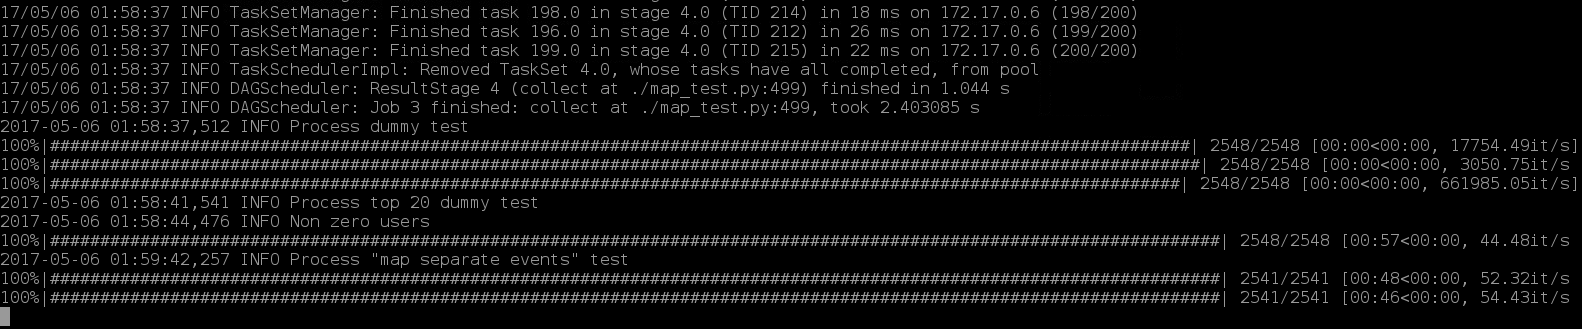 17/05/06 01:58:37 INFO TaskSetManager: Finished task 198.0 in stage 4.0 (TID 214) in 18 ms on 172.17.0.6 (198/200)
17/05/06 01:58:37 INFO TaskSetManager: Finished task 196.0 in stage 4.0 (TID 212) in 26 ms on 172.17.0.6 (199/200)
17/05/06 01:58:37 INFO TaskSetManager: Finished task 199.0 in stage 4.0 (TID 215) in 22 ms on 172.17.0.6 (200/200)
17/05/06 01:58:37 INFO TaskSchedulerImpl: Removed TaskSet 4.0, whose tasks have all completed, from pool
17/05/06 01:58:37 INFO DAGScheduler: ResultStage 4 (collect at ./map_test.py:499) finished in 1.044 s
17/05/06 01:58:37 INFO DAGScheduler: Job 3 finished: collect at ./map_test.py:499, took 2.403085 s
2017-05-06 01:58:37,512 INFO Process dummy test
100%|##################################################################################################################| 2548/2548 [00:00<00:00, 17754.49it/s]
100%|###################################################################################################################| 2548/2548 [00:00<00:00, 3050.75it/s
100%|#################################################################################################################| 2548/2548 [00:00<00:00, 661985.05it/s]
2017-05-06 01:58:41,541 INFO Process top 20 dummy test
2017-05-06 01:58:44,476 INFO Non zero users
100%|#####################################################################################################################| 2548/2548 [00:57<00:00, 44.48it/s
2017-05-06 01:59:42,257 INFO Process "map separate events" test
100%|#####################################################################################################################| 2541/2541 [00:48<00:00, 52.32it/s
100%|#####################################################################################################################| 2541/2541 [00:46<00:00, 54.43it/s